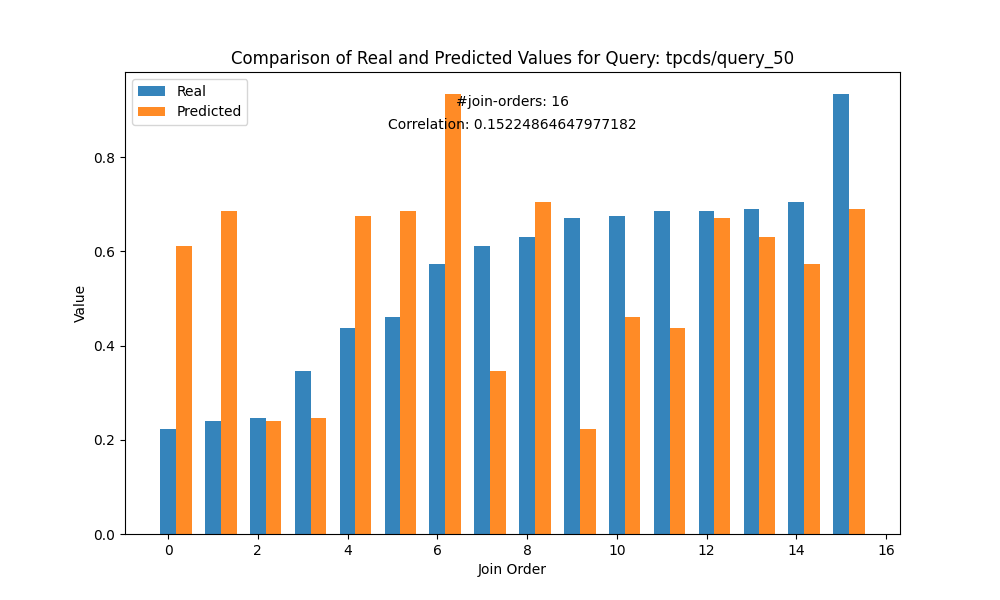 Comparison of Real and Predicted Values for Query: tpcds/query_50
Real
Predicted
#join-orders: 16
Correlation: 0.15224864647977182
0.8
0.6
0.4
0.2
0.0
Value
0 2 4 6 8 10 12 14 16
Join Order